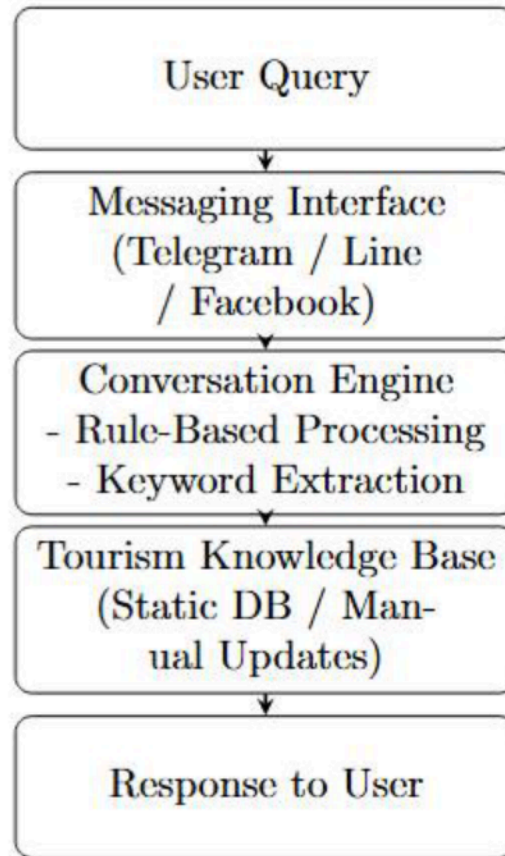 User Query
Messaging Interface
(Telegram / Line
/ Facebook)
Conversation Engine
- Rule-Based Processing
- Keyword Extraction
Tourism Knowledge Base
(Static DB / Man-
ual Updates)
Response to User